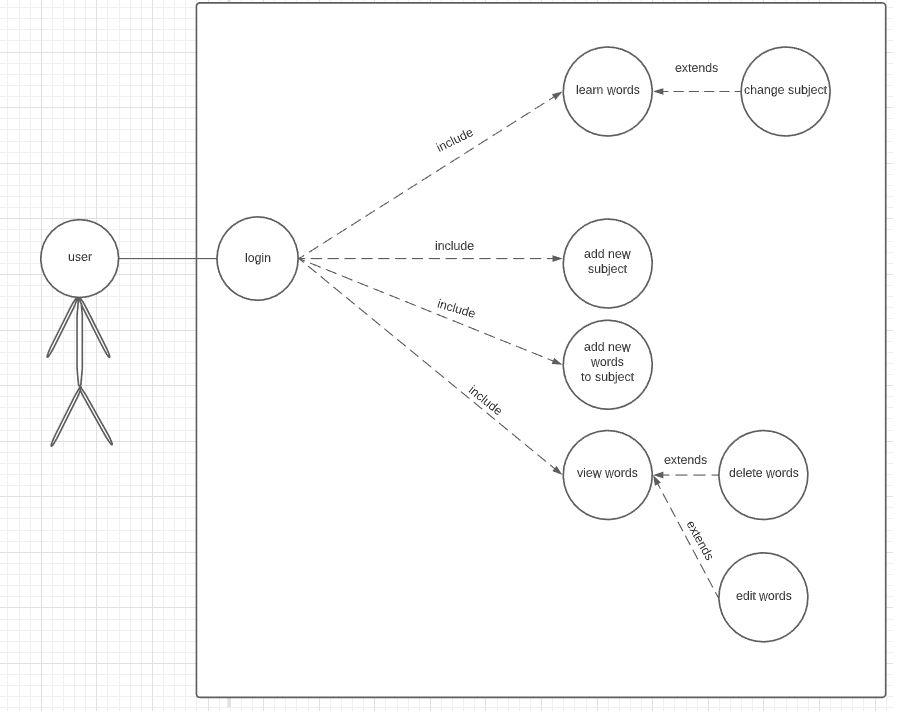 extends
learn words
change subject
include
user
login
include
add new
subject
include
add new
words
to subject
include
extends
view words
delete words
extends
edit words